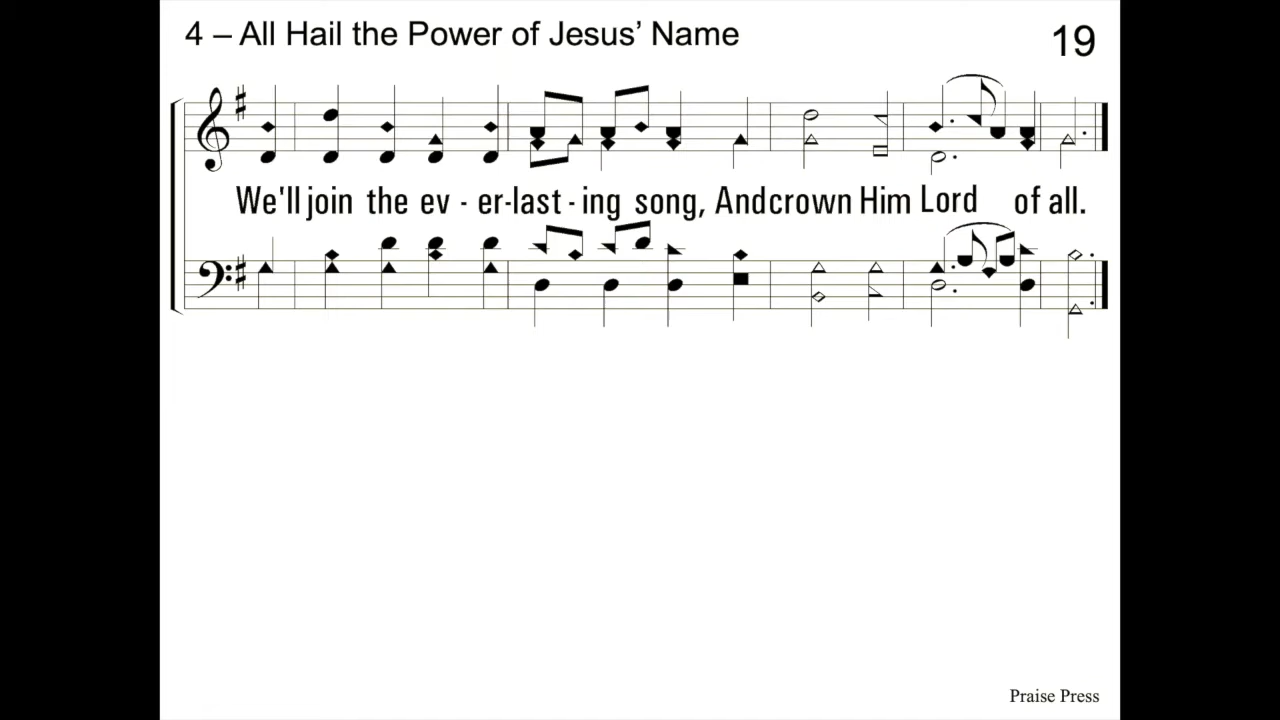 4 – All Hail the Power of Jesus’ Name
19
We'll join the ev - er-last - ing song, And crown Him Lord of all.
Praise Press